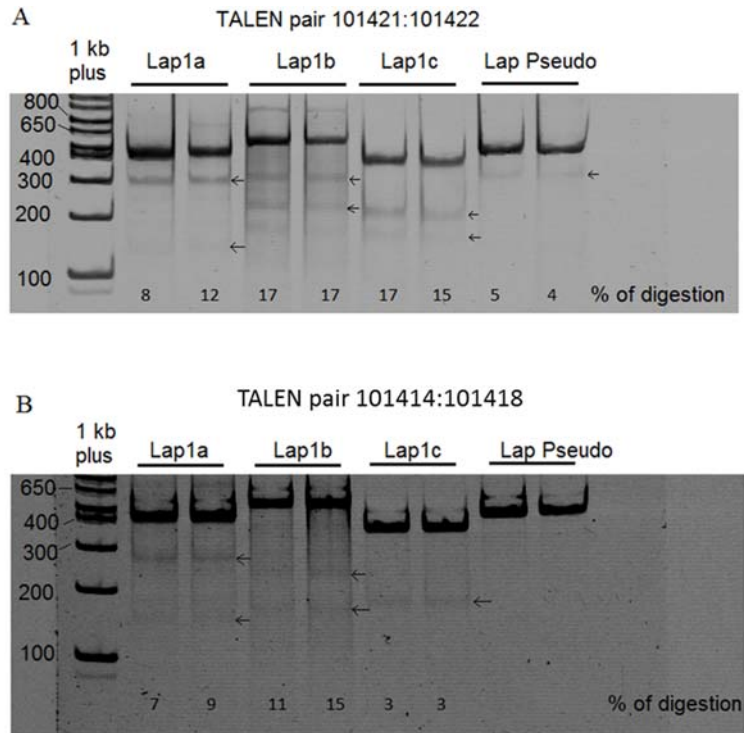 A
TALEN pair 101421:101422
1 kb
plus
Lap1a Lap1b Lap1c Lap Pseudo
800
650
400
300
200
100
8 12 17 17 17 15 5 4 % of digestion
B
TALEN pair 101414:101418
1 kb
plus
Lap1a Lap1b Lap1c Lap Pseudo
650
400
300
200
100
7 9 11 15 3 3 % of digestion